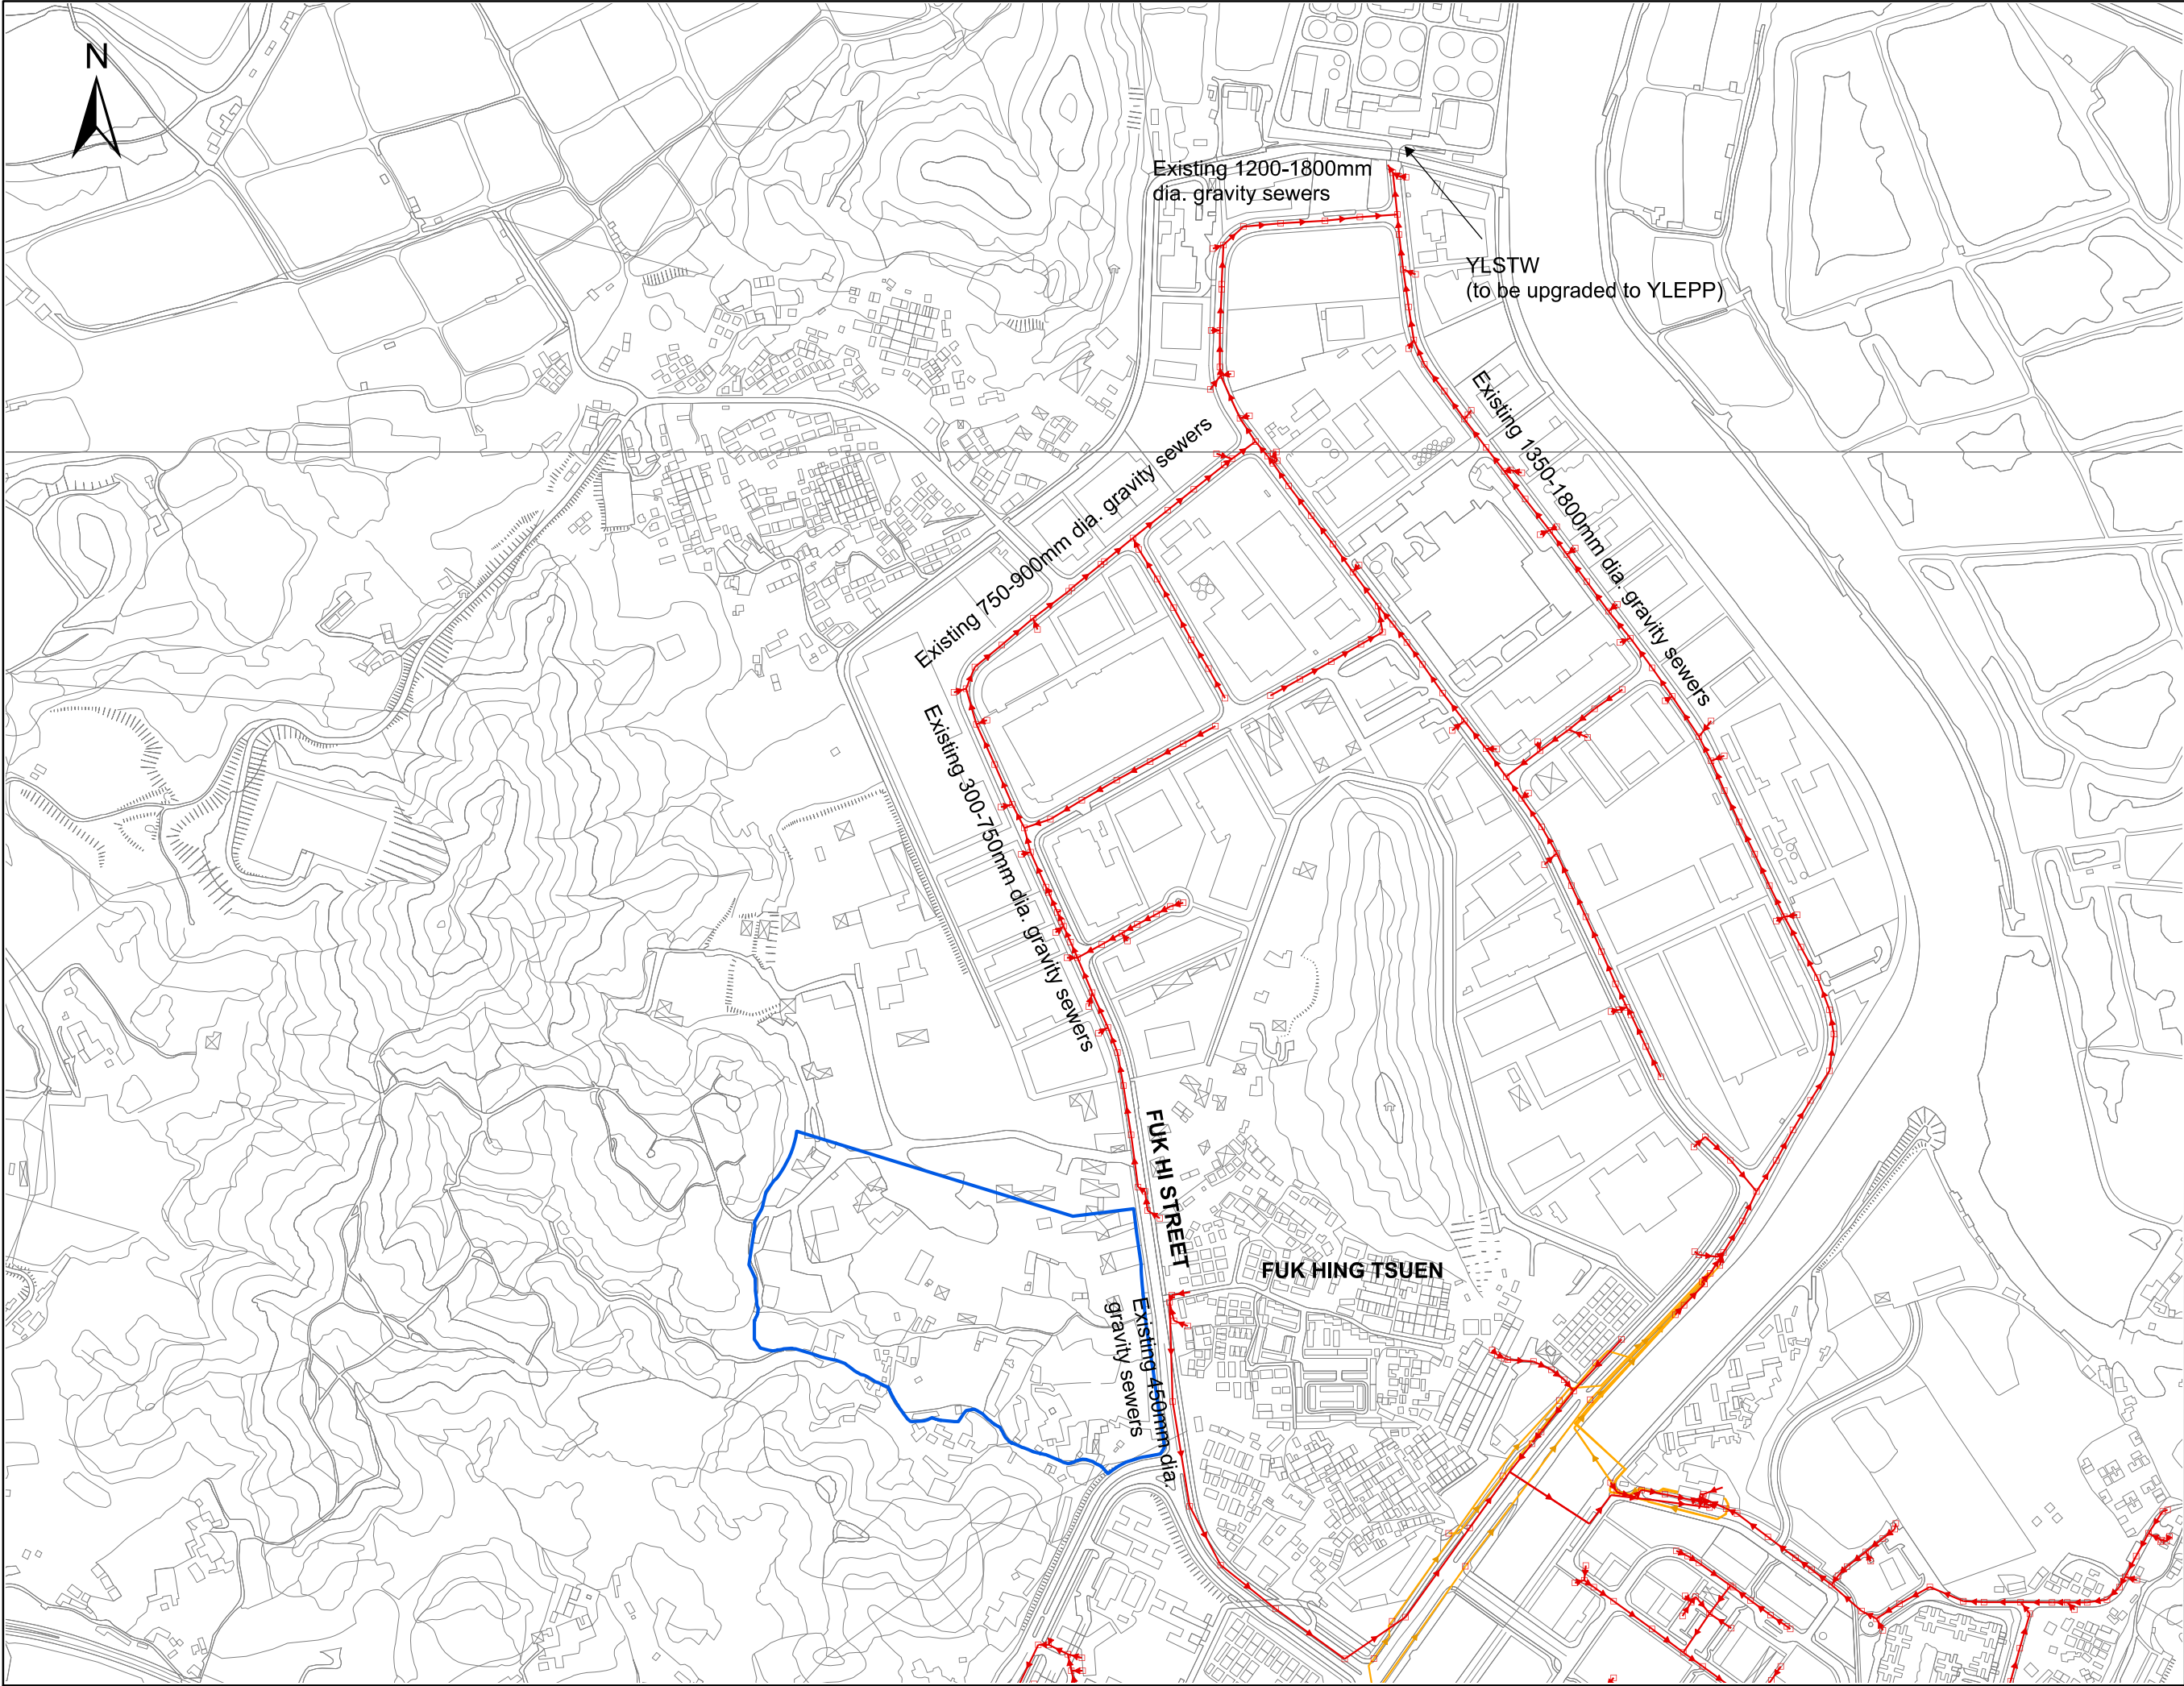 N
Existing 1200-1800mm
dia. gravity sewers
YLSTW
(to be upgraded to YLEPP)
Existing 1350-1800mm dia. gravity sewers
Existing 750-900mm dia. gravity sewers
Existing 300-750mm dia. gravity sewers
FUK HI STREET
FUK HING TSUEN
Existing 450mm dia.
gravity sewers